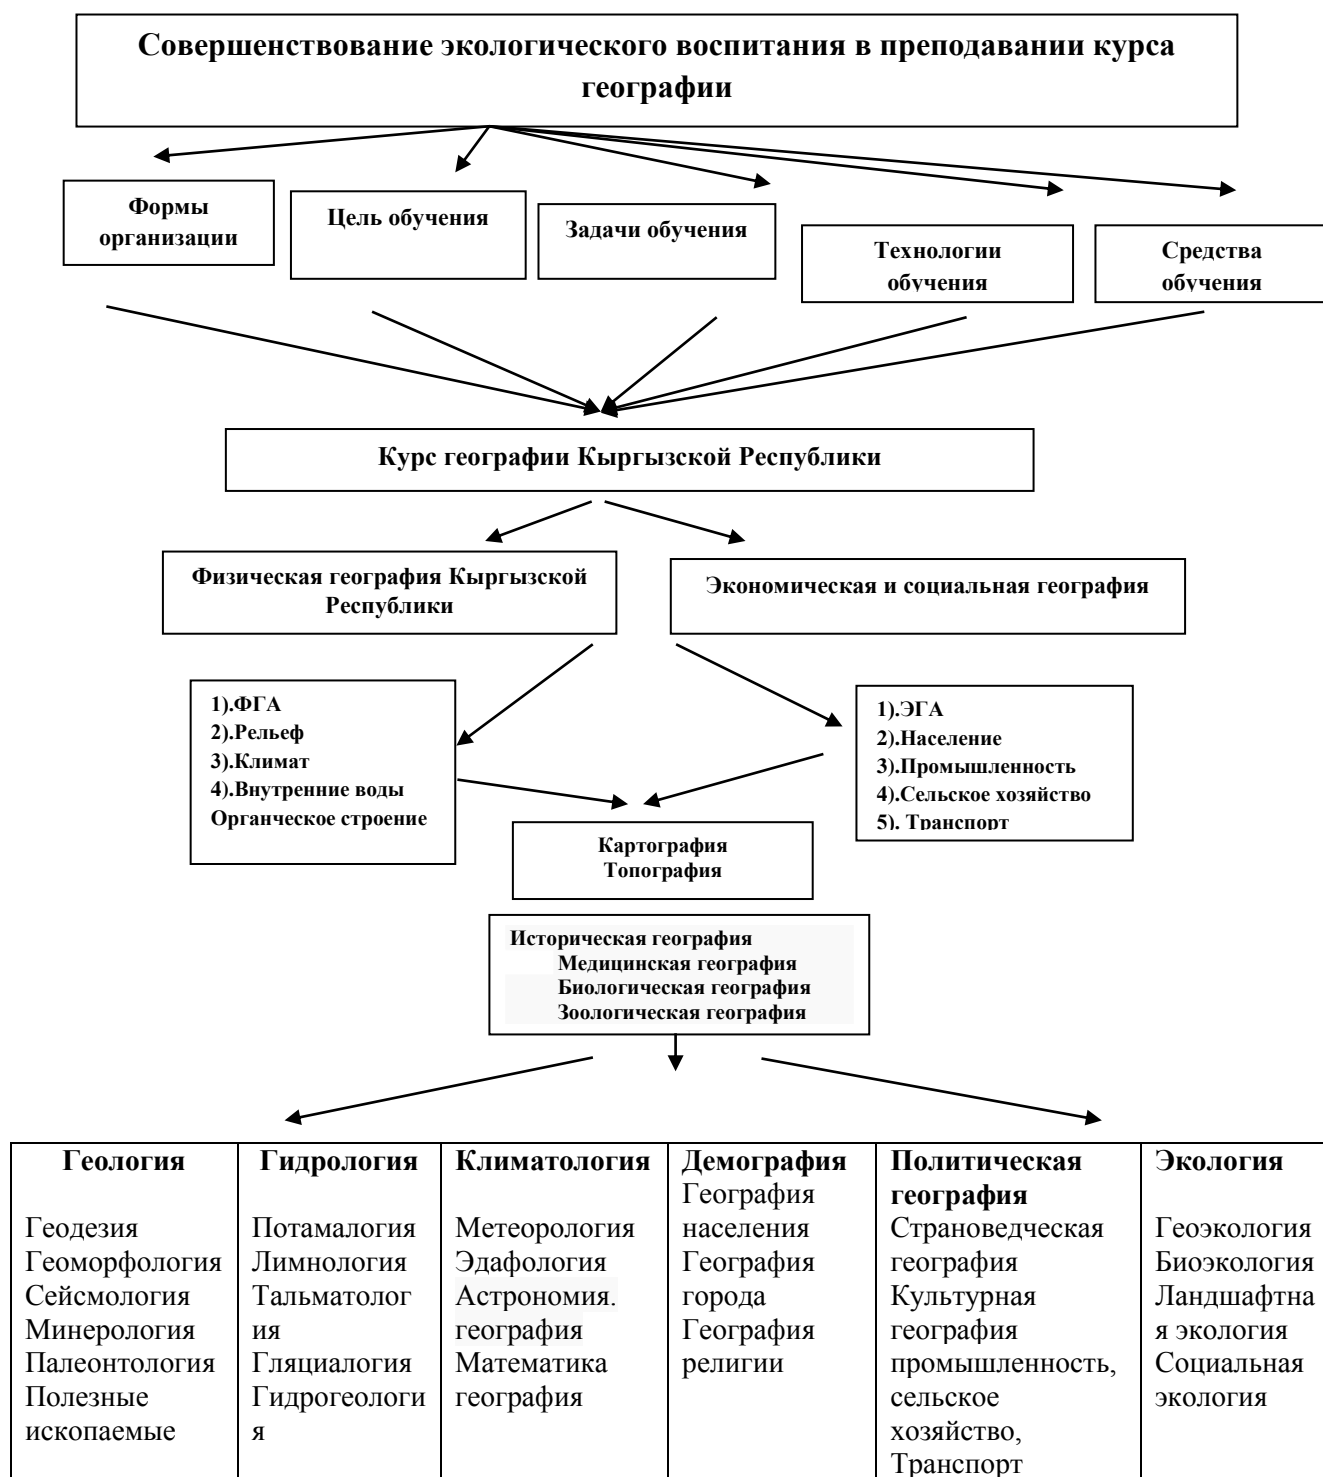 Совершенствование экологического воспитания в преподавании курса
географии
Формы
организации
Цель обучения
Задачи обучения
Технологии
обучения
Средства
обучения
Курс географии Кыргызской Республики
Физическая география Кыргызской
Республики
Экономическая и социальная география
1).ФГА
2).Рельеф
3).Климат
4).Внутренние воды
Органческое строение
1).ЭГА
2).Население
3).Промышленность
4).Сельское хозяйство
5). Транспорт
Картография
Топография
Историческая география
Медицинская география
Биологическая география
Зоологическая география
Геология
Геодезия
Геоморфология
Сейсмология
Минерология
Палеонтология
Полезные
ископаемые
Гидрология
Потамалогия
Лимнология
Тальматолог
ия
Гляциалогия
Гидрогеологи
я
Климатология
Метеорология
Эдафология
Астрономия.
география
Математика
география
Демография
География
населения
География
города
География
религии
Политическая
география
Страноведческая
география
Культурная
география
промышленность,
сельское
хозяйство,
Транспорт
Экология
Геоэкология
Биоэкология
Ландшафтна
я экология
Социальная
экология